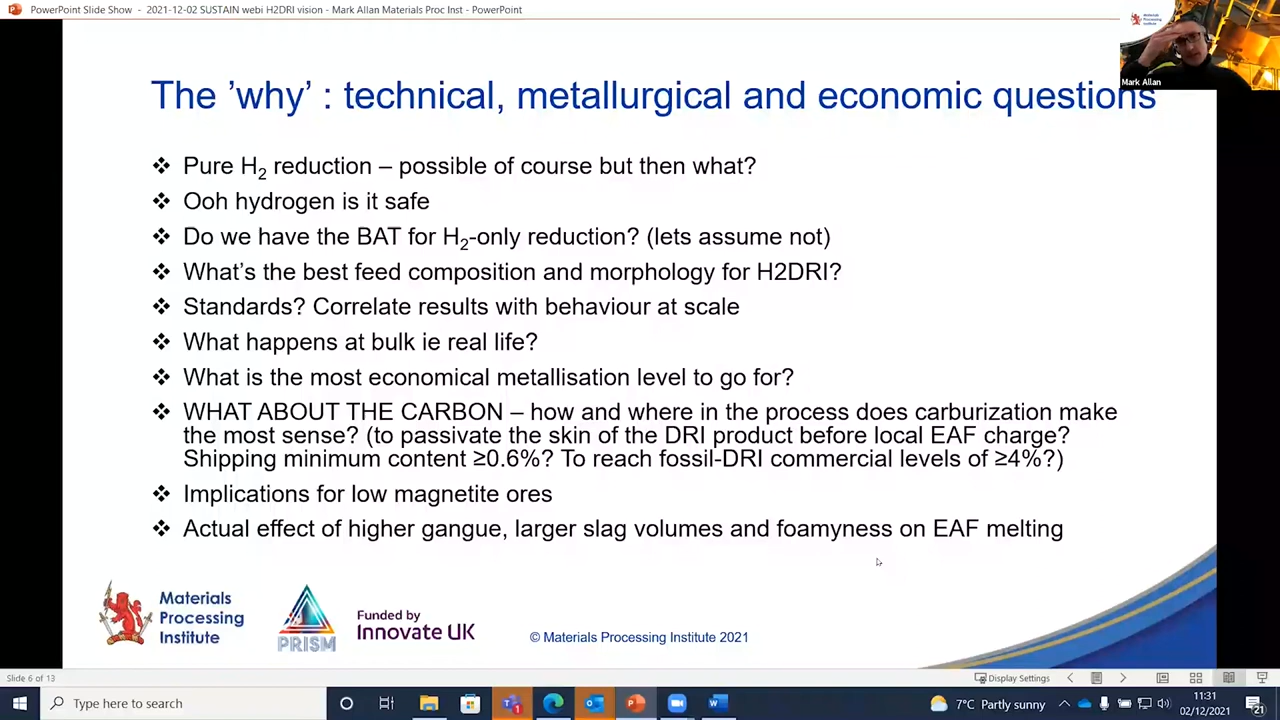 PowerPoint Slide Show - 2021-12-02 SUSTAIN webi H2DRI vision - Mark Allan Materials Proc Inst - PowerPoint
Materials Processing Institute
Mark Allan
The 'why' : technical, metallurgical and economic questions
❖ Pure H₂ reduction – possible of course but then what?
❖ Ooh hydrogen is it safe
❖ Do we have the BAT for H₂-only reduction? (lets assume not)
❖ What's the best feed composition and morphology for H2DRI?
❖ Standards? Correlate results with behaviour at scale
❖ What happens at bulk ie real life?
❖ What is the most economical metallisation level to go for?
❖ WHAT ABOUT THE CARBON – how and where in the process does carburization make
the most sense? (to passivate the skin of the DRI product before local EAF charge?
Shipping minimum content ≥0.6%? To reach fossil-DRI commercial levels of ≥4%?)
❖ Implications for low magnetite ores
❖ Actual effect of higher gangue, larger slag volumes and foamyness on EAF melting
Materials
Processing
Institute
PRISM
Funded by
Innovate UK
© Materials Processing Institute 2021
Slide 6 of 13
Display Settings
Type here to search
7°C Partly sunny
11:31
02/12/2021
21